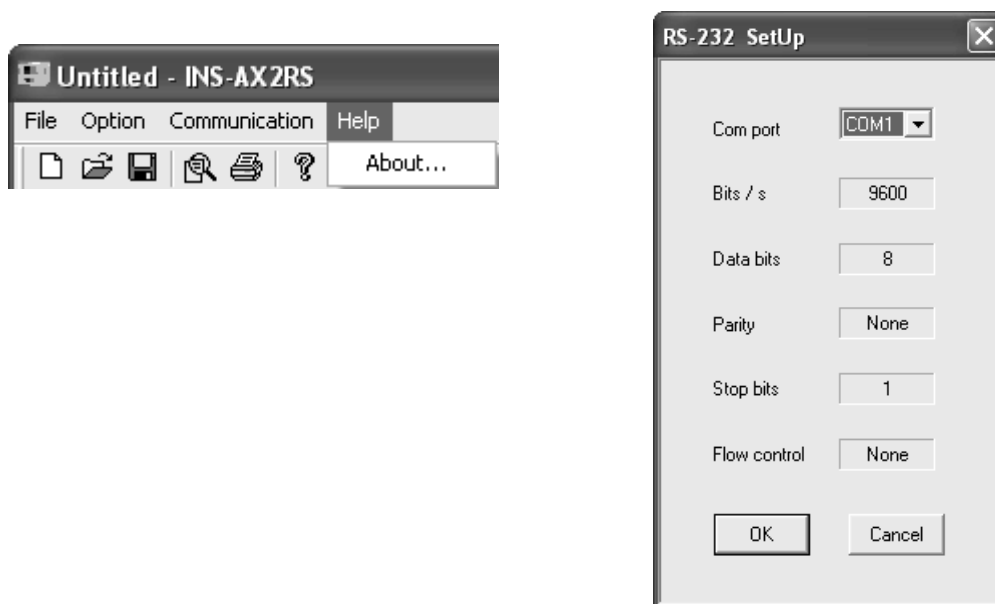 Untitled - INS-AX2RS
File Option Communication Help
About...
RS-232 SetUp
Com port COM1
Bits / s 9600
Data bits 8
Parity None
Stop bits 1
Flow control None
OK Cancel